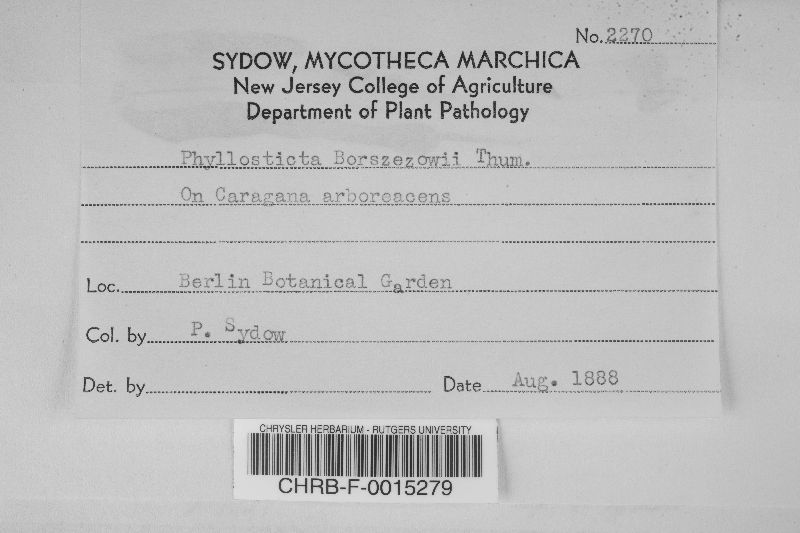 No. 2270
SYDOW, MYCOTHECA MARCHICA
New Jersey College of Agriculture
Department of Plant Pathology
Phyllosticta Borszezowii Thum.
On Caragana arboreacens
Loc. Berlin Botanical Garden
Col. by P. Sydow
Det. by Date Aug. 1888
CHRYSLER HERBARIUM - RUTGERS UNIVERSITY
CHRB-F-0015279